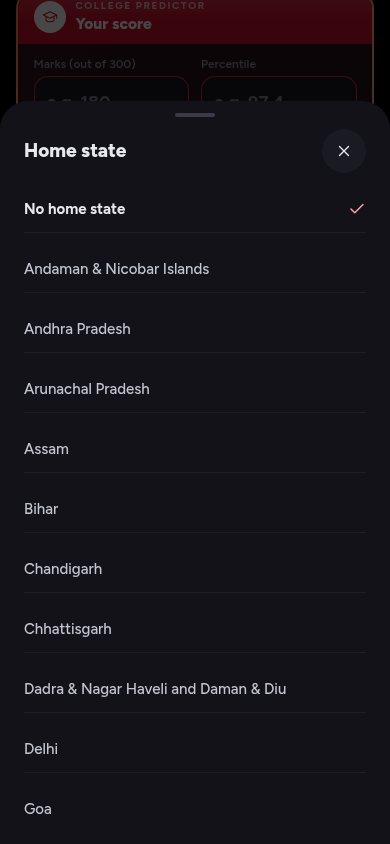 COLLEGE PREDICTOR
Your score
Marks (out of 300)
Percentile
Home state
No home state
Andaman & Nicobar Islands
Andhra Pradesh
Arunachal Pradesh
Assam
Bihar
Chandigarh
Chhattisgarh
Dadra & Nagar Haveli and Daman & Diu
Delhi
Goa